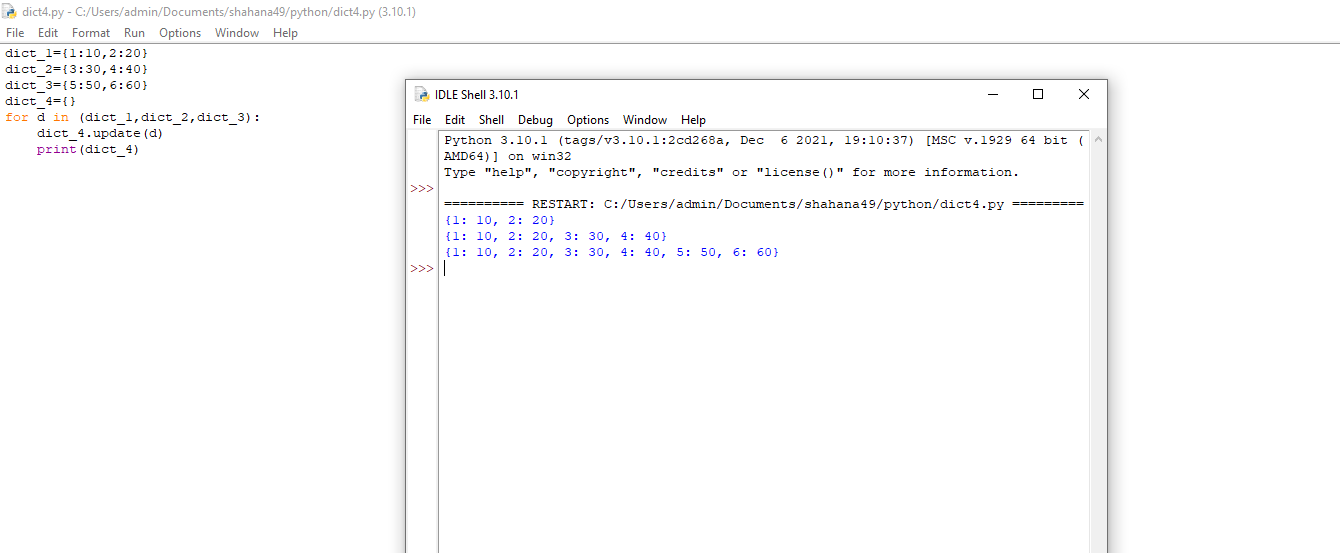 dict4.py - C:/Users/admin/Documents/shahana49/python/dict4.py (3.10.1)
File Edit Format Run Options Window Help
dict_1={1:10,2:20}
dict_2={3:30,4:40}
dict_3={5:50,6:60}
dict_4={}
for d in (dict_1,dict_2,dict_3):
    dict_4.update(d)
    print(dict_4)
IDLE Shell 3.10.1
File Edit Shell Debug Options Window Help
Python 3.10.1 (tags/v3.10.1:2cd268a, Dec  6 2021, 19:10:37) [MSC v.1929 64 bit (
AMD64)] on win32
Type "help", "copyright", "credits" or "license()" for more information.
>>>
========== RESTART: C:/Users/admin/Documents/shahana49/python/dict4.py =========
{1: 10, 2: 20}
{1: 10, 2: 20, 3: 30, 4: 40}
{1: 10, 2: 20, 3: 30, 4: 40, 5: 50, 6: 60}
>>>